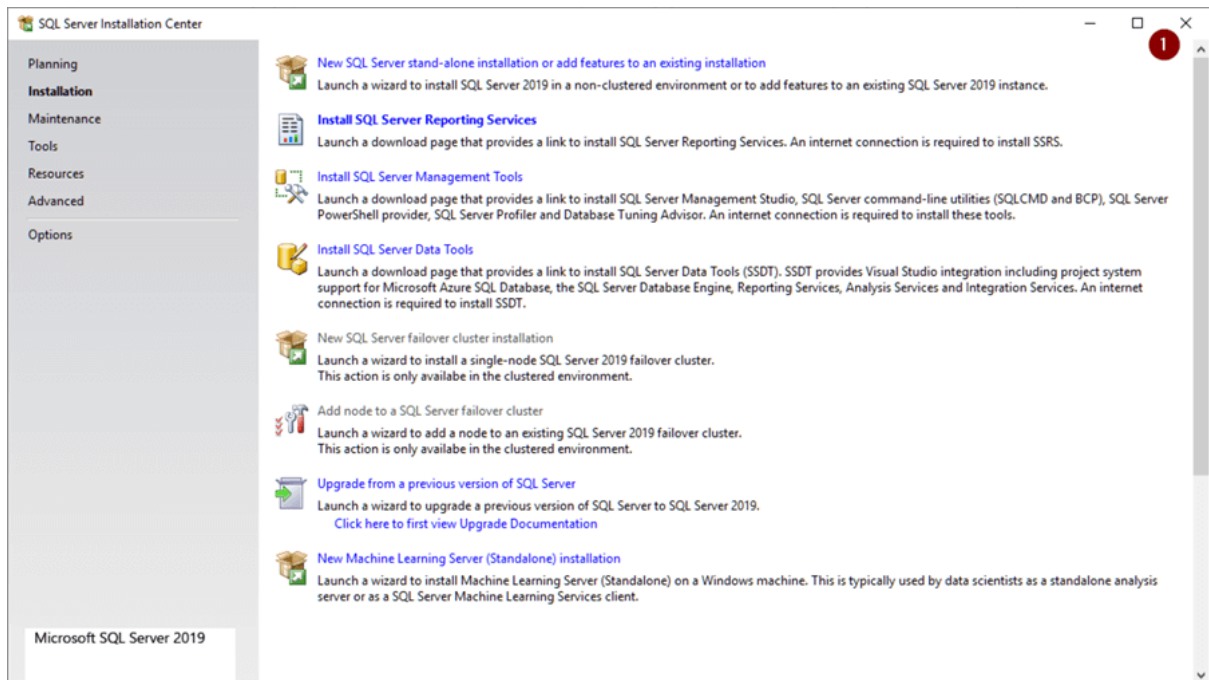 SQL Server Installation Center
1
Planning
Installation
Maintenance
Tools
Resources
Advanced
Options
New SQL Server stand-alone installation or add features to an existing installation
Launch a wizard to install SQL Server 2019 in a non-clustered environment or to add features to an existing SQL Server 2019 instance.
Install SQL Server Reporting Services
Launch a download page that provides a link to install SQL Server Reporting Services. An internet connection is required to install SSRS.
Install SQL Server Management Tools
Launch a download page that provides a link to install SQL Server Management Studio, SQL Server command-line utilities (SQLCMD and BCP), SQL Server
PowerShell provider, SQL Server Profiler and Database Tuning Advisor. An internet connection is required to install these tools.
Install SQL Server Data Tools
Launch a download page that provides a link to install SQL Server Data Tools (SSDT). SSDT provides Visual Studio integration including project system
support for Microsoft Azure SQL Database, the SQL Server Database Engine, Reporting Services, Analysis Services and Integration Services. An internet
connection is required to install SSDT.
New SQL Server failover cluster installation
Launch a wizard to install a single-node SQL Server 2019 failover cluster.
This action is only availabe in the clustered environment.
Add node to a SQL Server failover cluster
Launch a wizard to add a node to an existing SQL Server 2019 failover cluster.
This action is only availabe in the clustered environment.
Upgrade from a previous version of SQL Server
Launch a wizard to upgrade a previous version of SQL Server to SQL Server 2019.
Click here to first view Upgrade Documentation
New Machine Learning Server (Standalone) installation
Launch a wizard to install Machine Learning Server (Standalone) on a Windows machine. This is typically used by data scientists as a standalone analysis
server or as a SQL Server Machine Learning Services client.
Microsoft SQL Server 2019